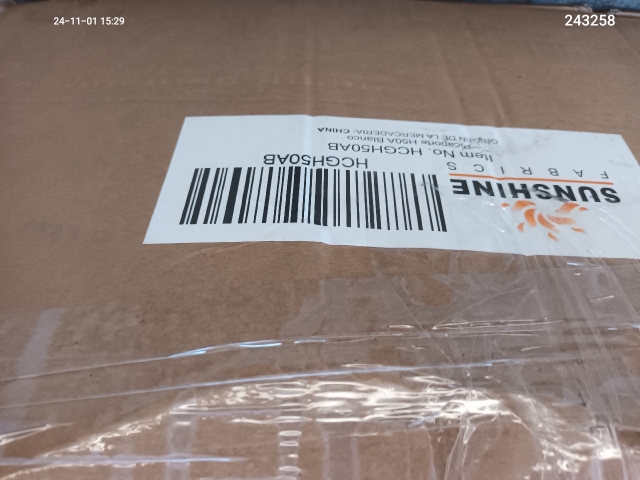 24-11-01 15:29
243258
SUNSHINE
FABRICS
Item No. HCGH50AB
Picaporte H50A Blanco
ORIGEN DE LA MERCADERIA: CHINA
HCGH50AB